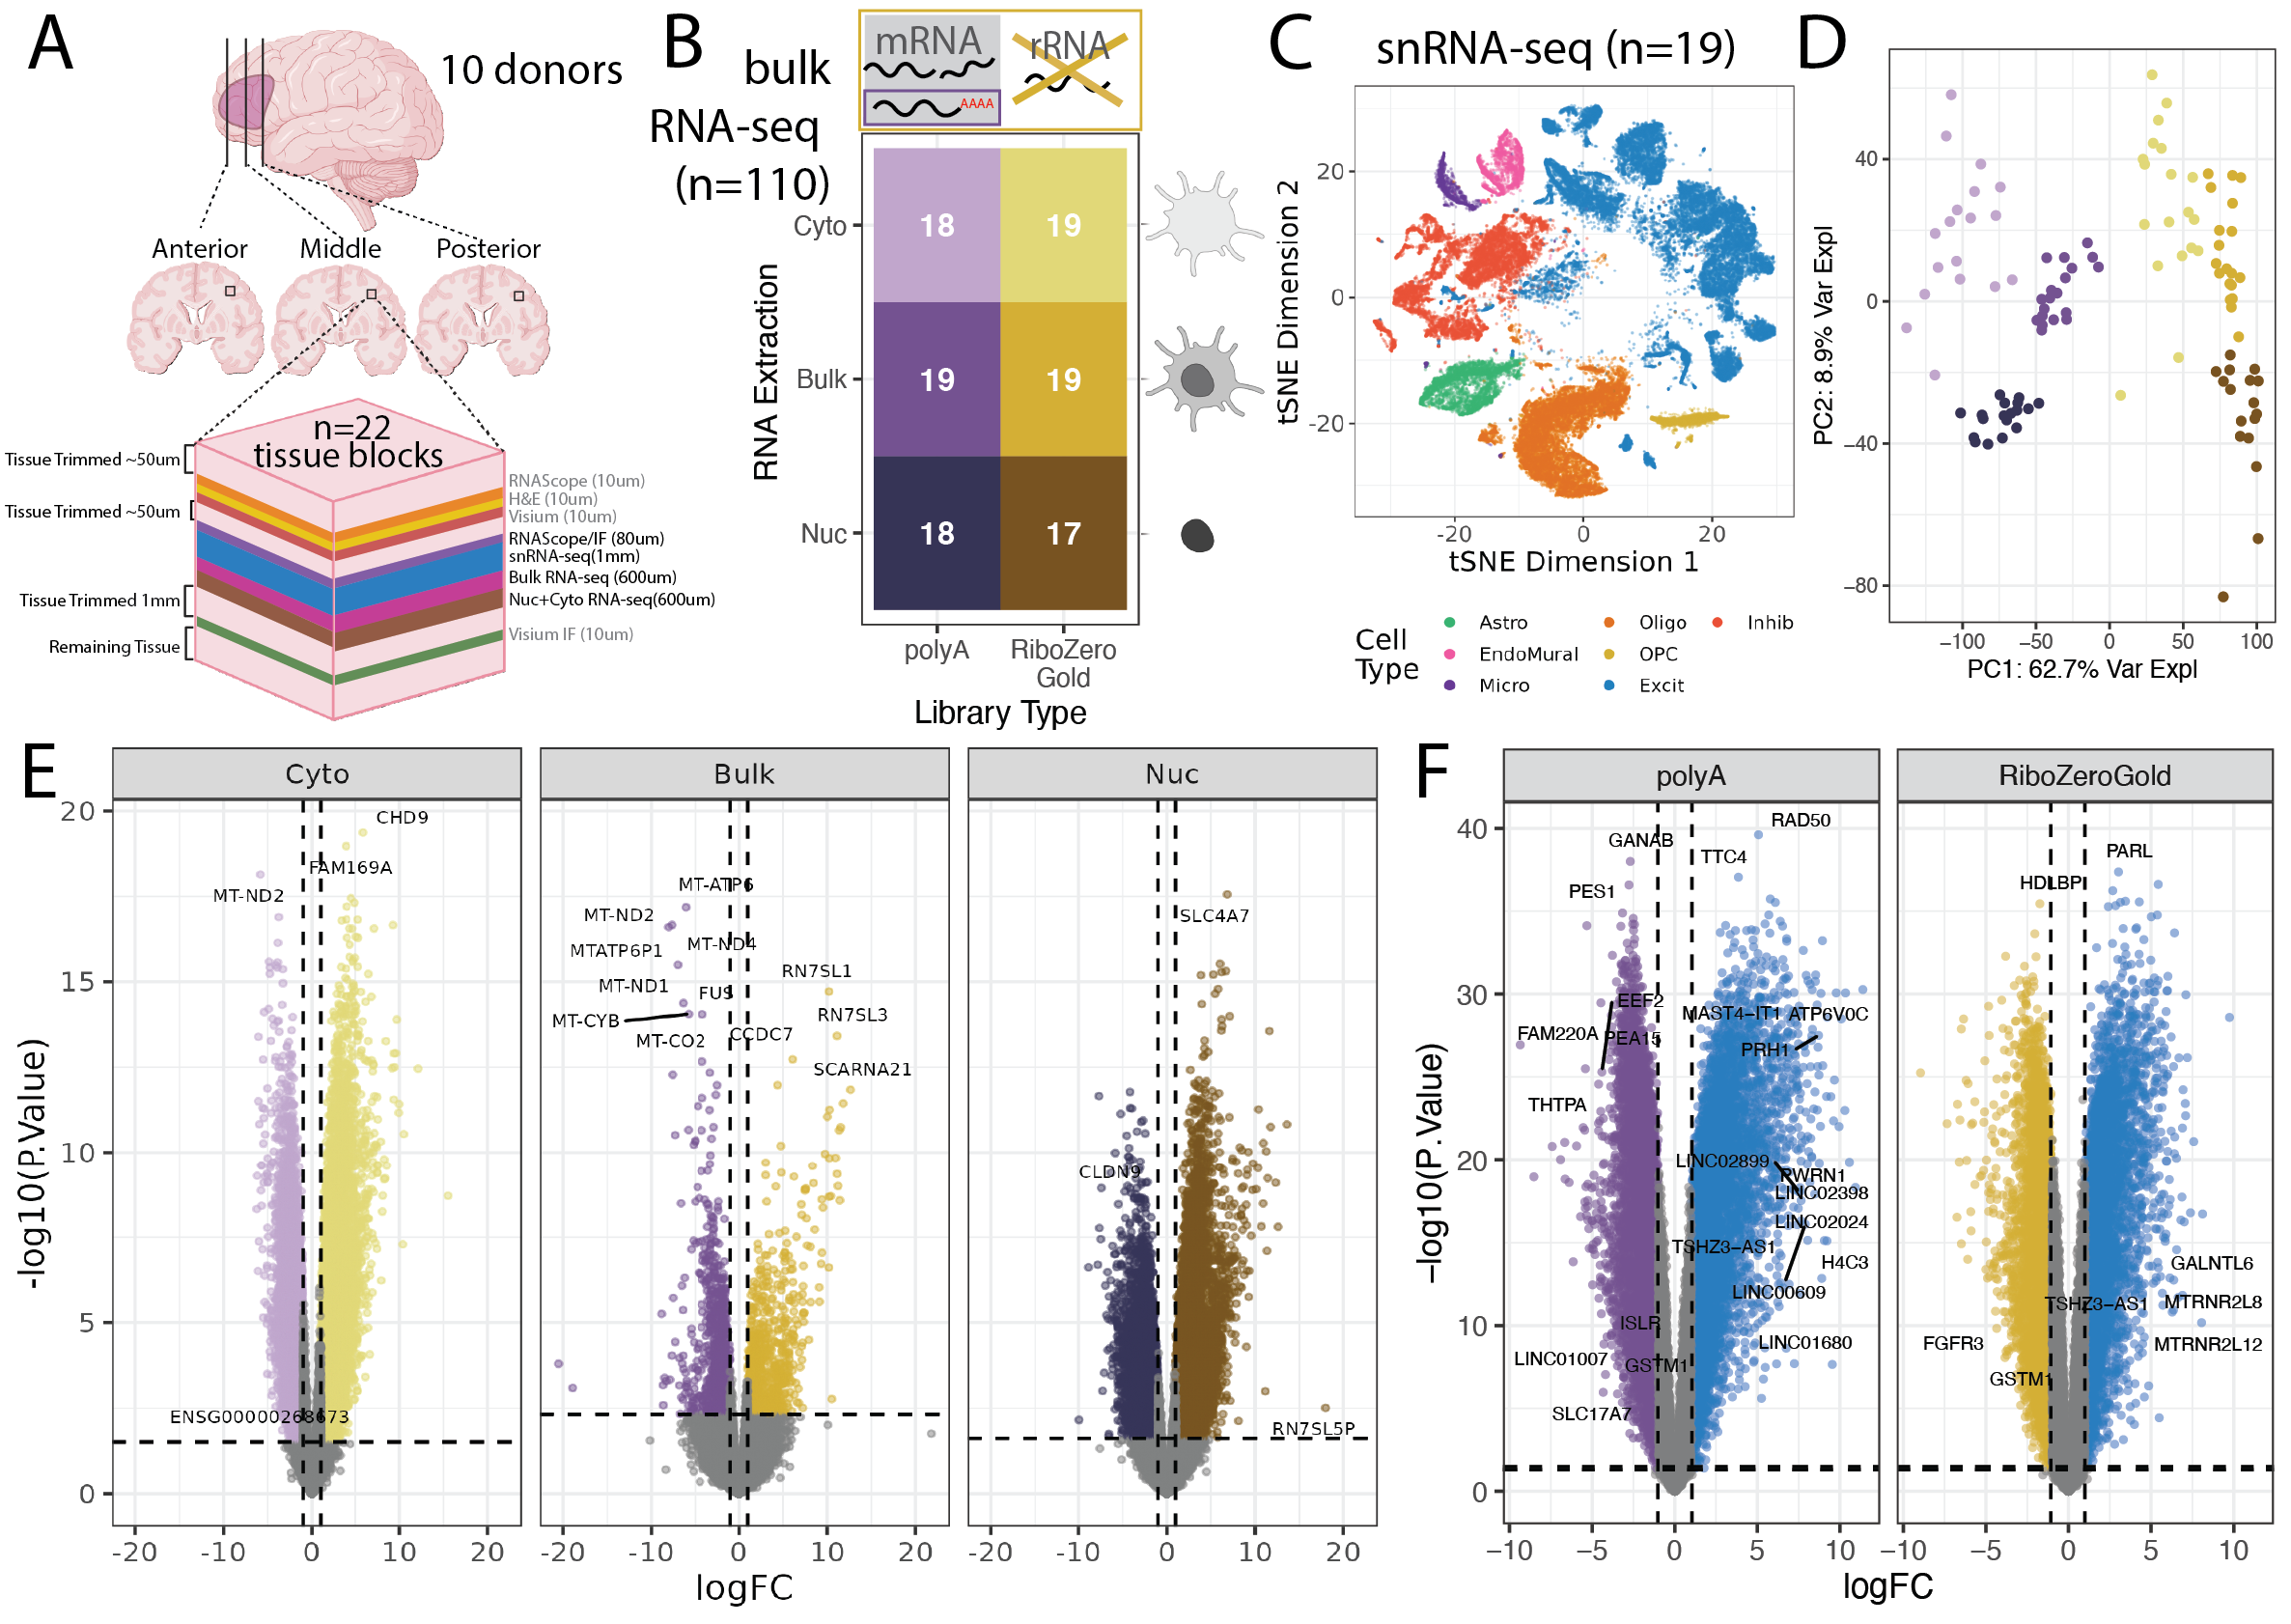 A
10 donors
Anterior
Middle
Posterior
n=22
tissue blocks
Tissue Trimmed ~50um
Tissue Trimmed ~50um
Tissue Trimmed 1mm
Remaining Tissue
RNAScope (10um)
H&E (10um)
Visium (10um)
RNAScope/IF (80um)
snRNA-seq(1mm)
Bulk RNA-seq (600um)
Nuc+Cyto RNA-seq(600um)
Visium IF (10um)
B
bulk
RNA-seq
(n=110)
mRNA
rRNA
AAAA
RNA Extraction
Cyto
18
19
Bulk
19
19
Nuc
18
17
polyA
RiboZero
Gold
Library Type
C
snRNA-seq (n=19)
tSNE Dimension 2
20
0
-20
-20
0
20
tSNE Dimension 1
Cell
Type
Astro
EndoMural
Micro
Oligo
OPC
Excit
Inhib
D
PC2: 8.9% Var Expl
40
0
−40
−80
−100
−50
0
50
100
PC1: 62.7% Var Expl
E
-log10(P.Value)
20
15
10
5
0
Cyto
CHD9
FAM169A
MT-ND2
ENSG00000268673
-20
-10
0
10
20
Bulk
MT-ATP6
MT-ND2
MT-ND4
MTATP6P1
RN7SL1
MT-ND1
FUS
RN7SL3
MT-CYB
CCDC7
MT-CO2
SCARNA21
-20
-10
0
10
20
Nuc
SLC4A7
CLDN9
RN7SL5P
-20
-10
0
10
20
logFC
F
−log10(P.Value)
40
30
20
10
0
polyA
RAD50
GANAB
TTC4
PES1
EEF2
MAST4−IT1
ATP6V0C
FAM220A
PEA15
PRH1
THTPA
LINC02899
PWRN1
LINC02398
LINC02024
TSHZ3−AS1
H4C3
LINC00609
ISLR
LINC01680
LINC01007
GSTM1
SLC17A7
−10
−5
0
5
10
RiboZeroGold
PARL
HDLBP
GALNTL6
TSHZ3−AS1
MTRNR2L8
FGFR3
MTRNR2L12
GSTM1
−10
−5
0
5
10
logFC